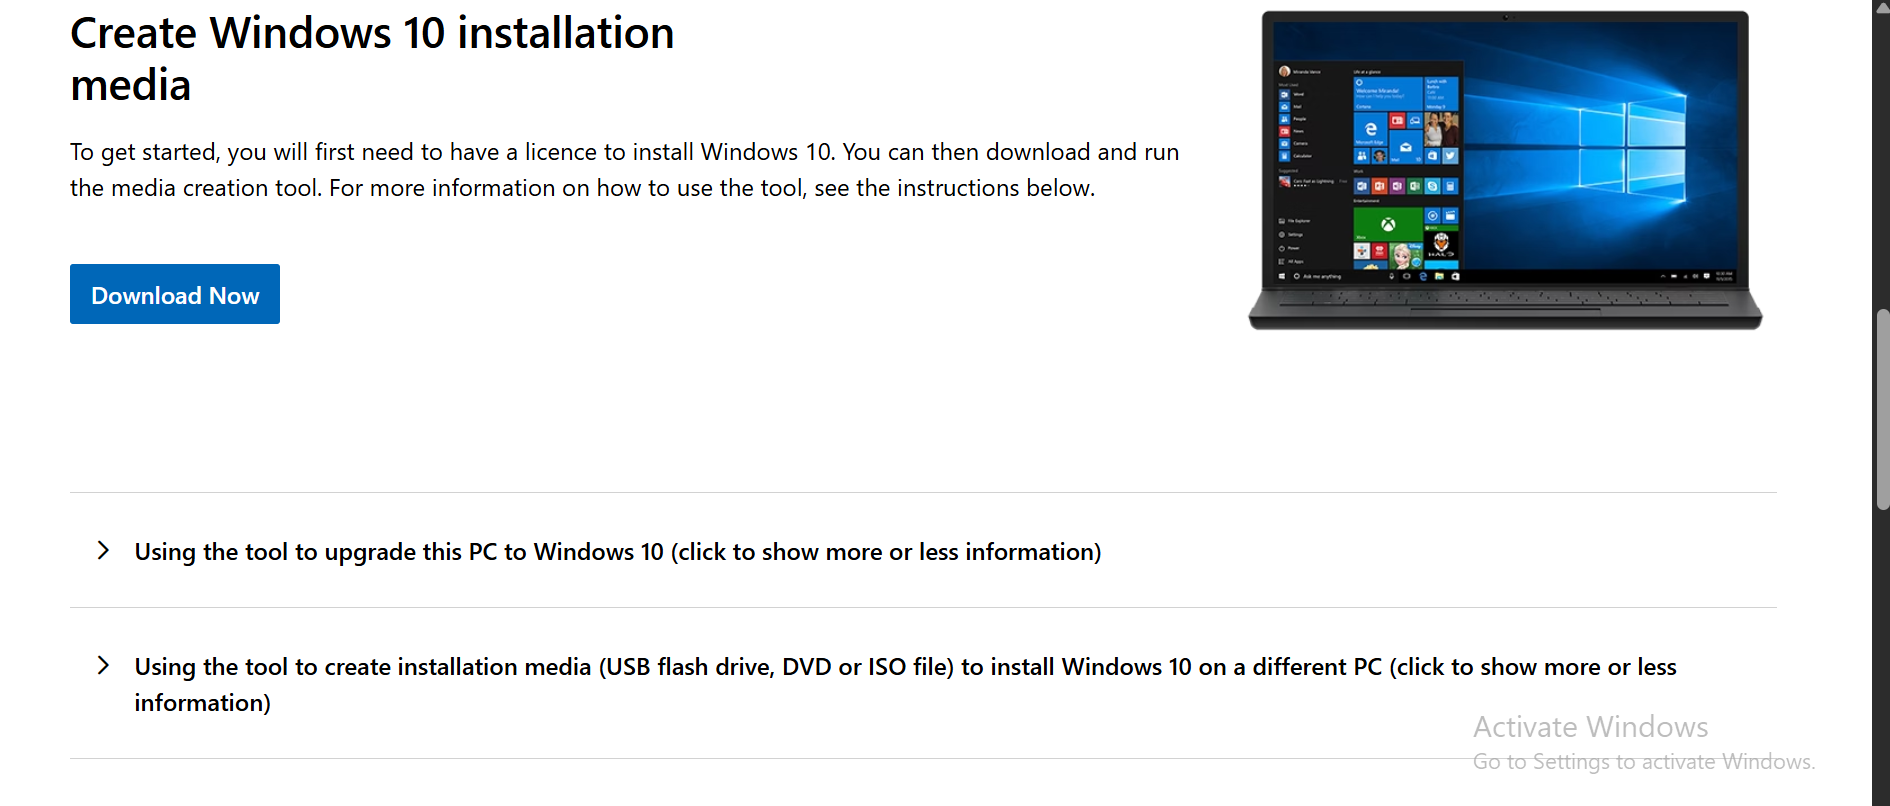 Create Windows 10 installation
media
To get started, you will first need to have a licence to install Windows 10. You can then download and run
the media creation tool. For more information on how to use the tool, see the instructions below.
Download Now
Using the tool to upgrade this PC to Windows 10 (click to show more or less information)
Using the tool to create installation media (USB flash drive, DVD or ISO file) to install Windows 10 on a different PC (click to show more or less
information)
Activate Windows
Go to Settings to activate Windows.